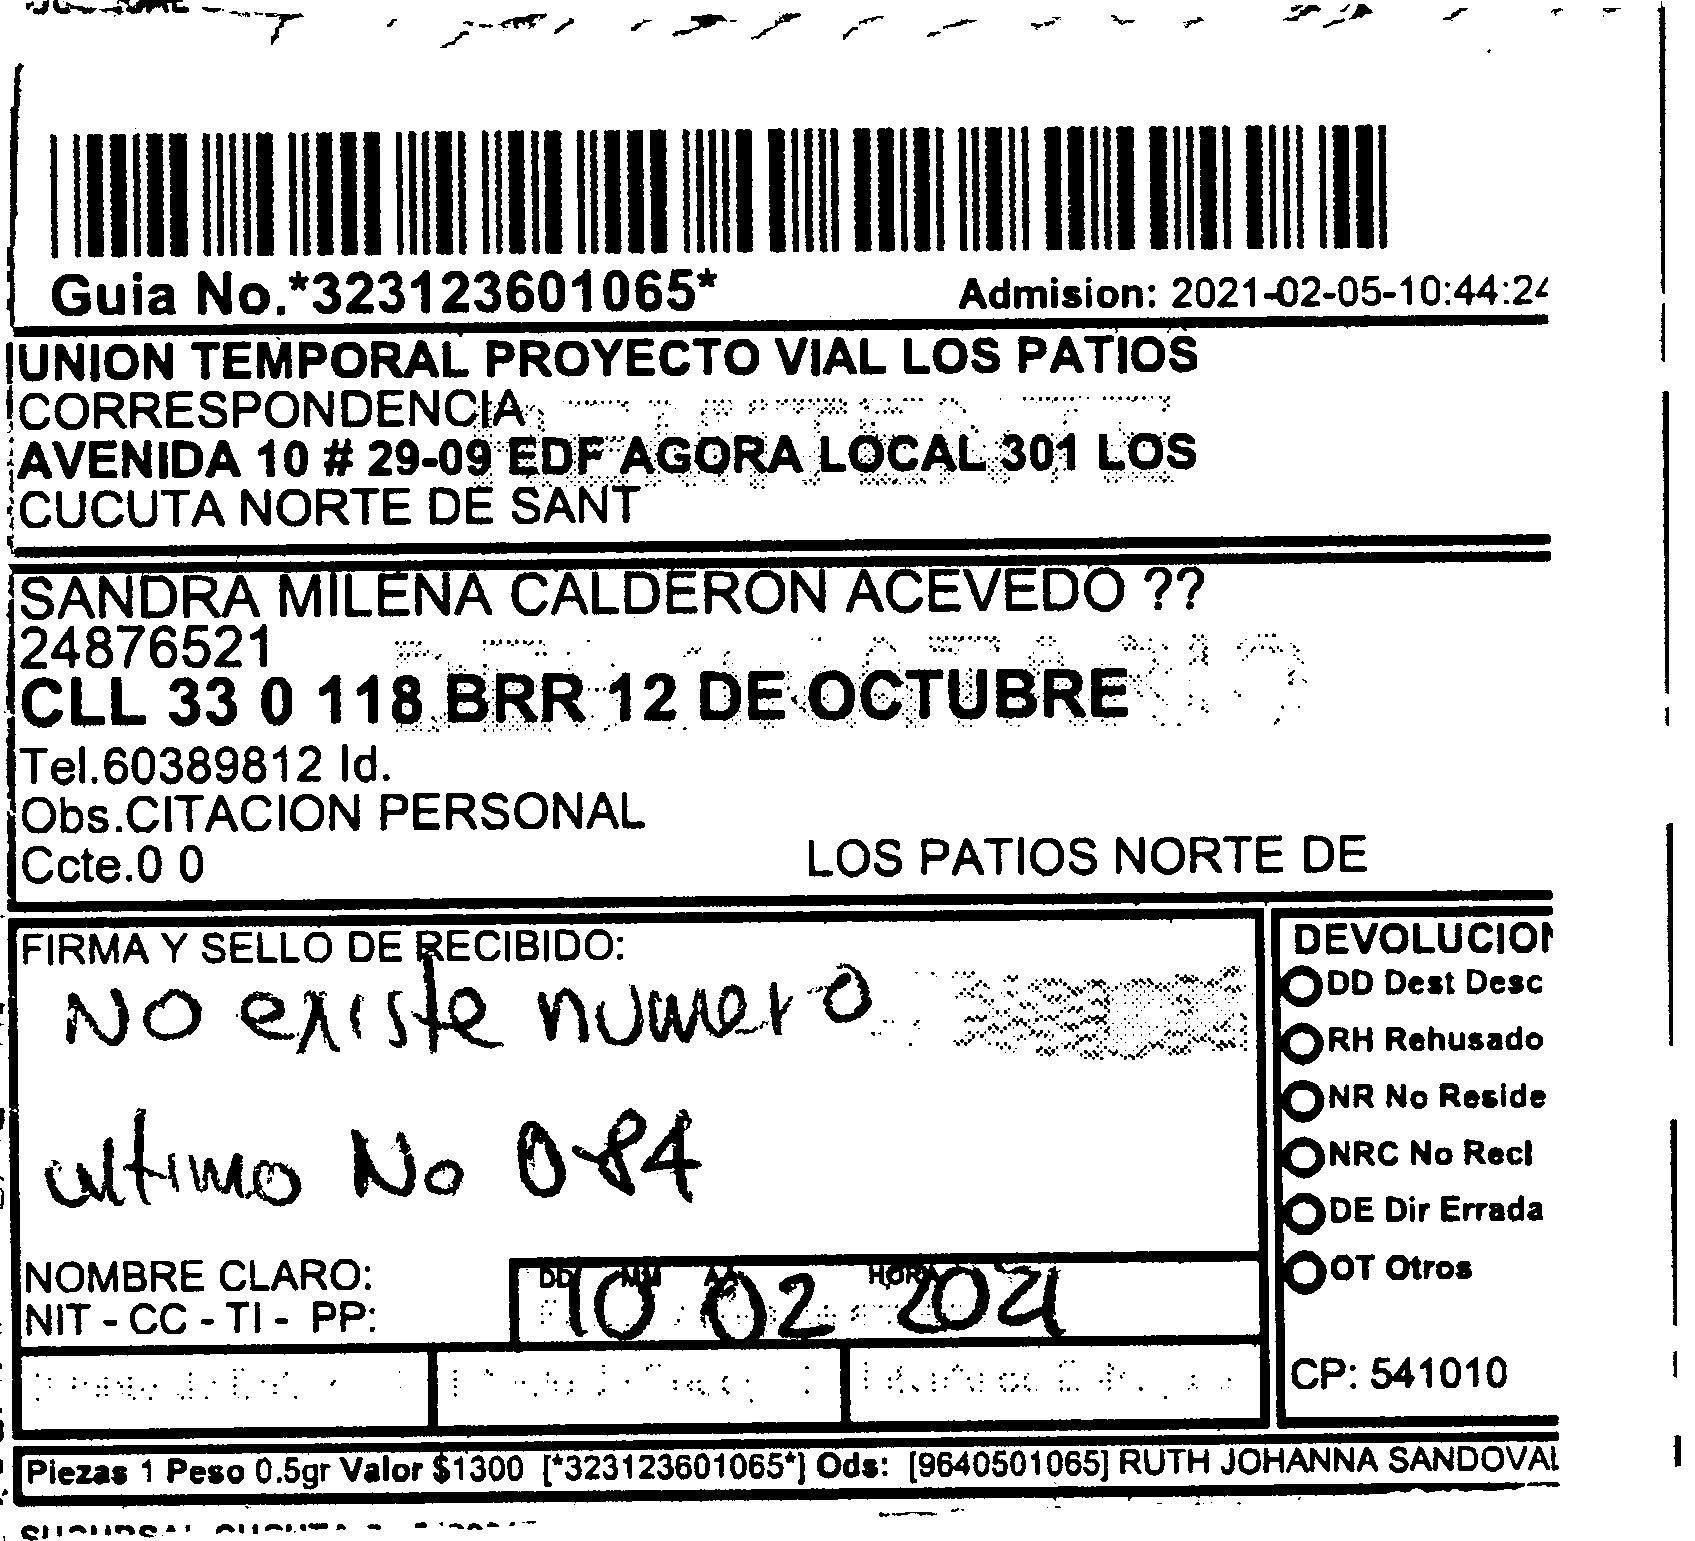 Guia No.*323123601065* Admision: 2021-02-05-10:44:24
UNION TEMPORAL PROYECTO VIAL LOS PATIOS
CORRESPONDENCIA
AVENIDA 10 # 29-09 EDF AGORA LOCAL 301 LOS
CUCUTA NORTE DE SANT
SANDRA MILENA CALDERON ACEVEDO ??
24876521
CLL 33 0 118 BRR 12 DE OCTUBRE
Tel.60389812 Id.
Obs.CITACION PERSONAL
Ccte.0 0 LOS PATIOS NORTE DE
FIRMA Y SELLO DE RECIBIDO:
No existe numero
ultimo No 084
NOMBRE CLARO:
NIT - CC - TI - PP:
DD MM AA HORA
10 02 2021
DEVOLUCION
DD Dest Desc
RH Rehusado
NR No Reside
NRC No Recl
DE Dir Errada
OT Otros
CP: 541010
Piezas 1 Peso 0.5gr Valor $1300 [*323123601065*] Ods: [9640501065] RUTH JOHANNA SANDOVAL